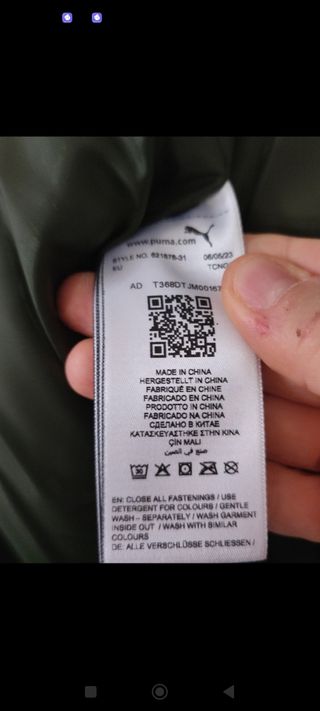 www.puma.com
STYLE NO. 621878-31 06/05/23
EU TCNG
AD T368DTJM00167
MADE IN CHINA
HERGESTELLT IN CHINA
FABRIQUÉ EN CHINE
FABRICADO EN CHINA
PRODOTTO IN CHINA
FABRICADO NA CHINA
СДЕЛАНО В КИТАЕ
ΚΑΤΑΣΚΕΥΑΣΤΗΚΕ ΣΤΗΝ ΚΙΝΑ
ÇİN MALI
صنع في الصين
EN: CLOSE ALL FASTENINGS / USE
DETERGENT FOR COLOURS / GENTLE
WASH – SEPARATELY / WASH GARMENT
INSIDE OUT / WASH WITH SIMILAR
COLOURS
DE: ALLE VERSCHLÜSSE SCHLIESSEN /